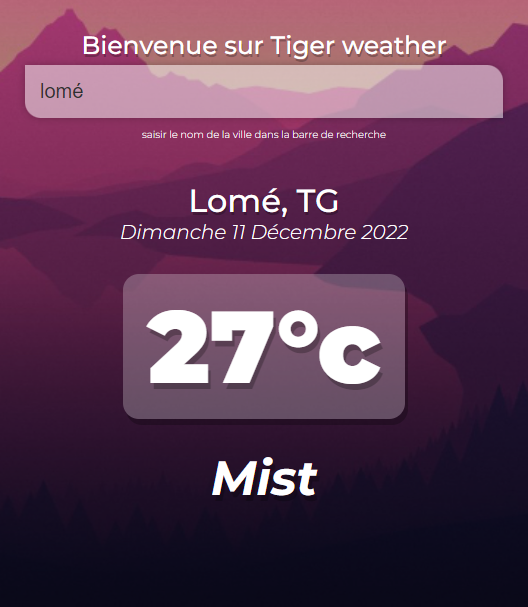 Bienvenue sur Tiger weather
lomé
saisir le nom de la ville dans la barre de recherche
Lomé, TG
Dimanche 11 Décembre 2022
27°c
Mist